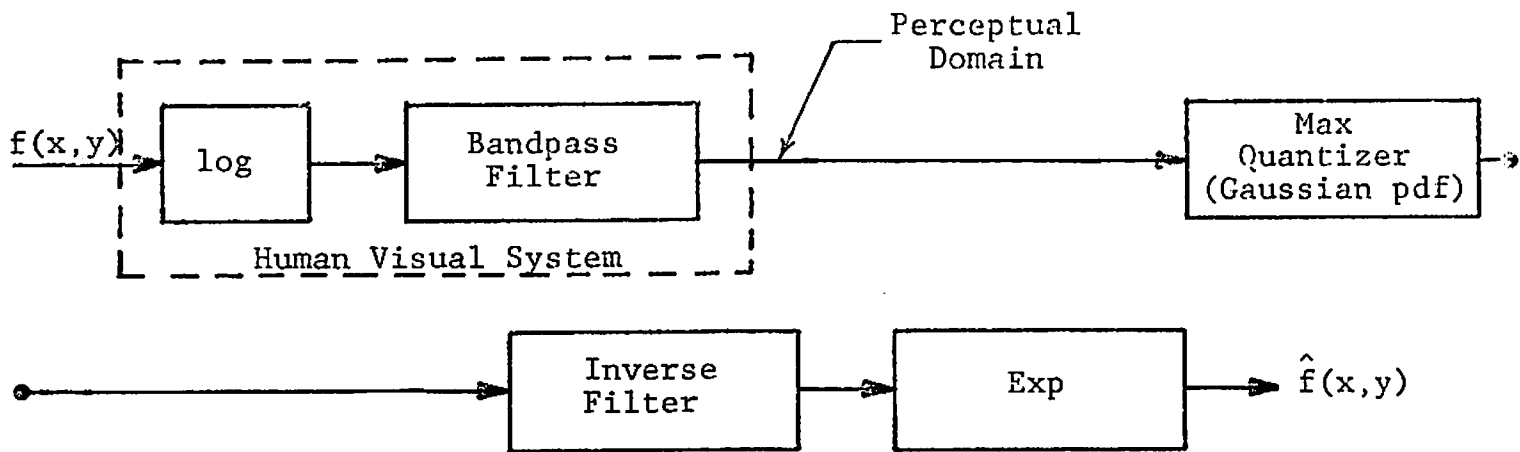 Perceptual
Domain
f(x,y)
log
Bandpass
Filter
Max
Quantizer
(Gaussian pdf)
Human Visual System
Inverse
Filter
Exp
f̂(x,y)